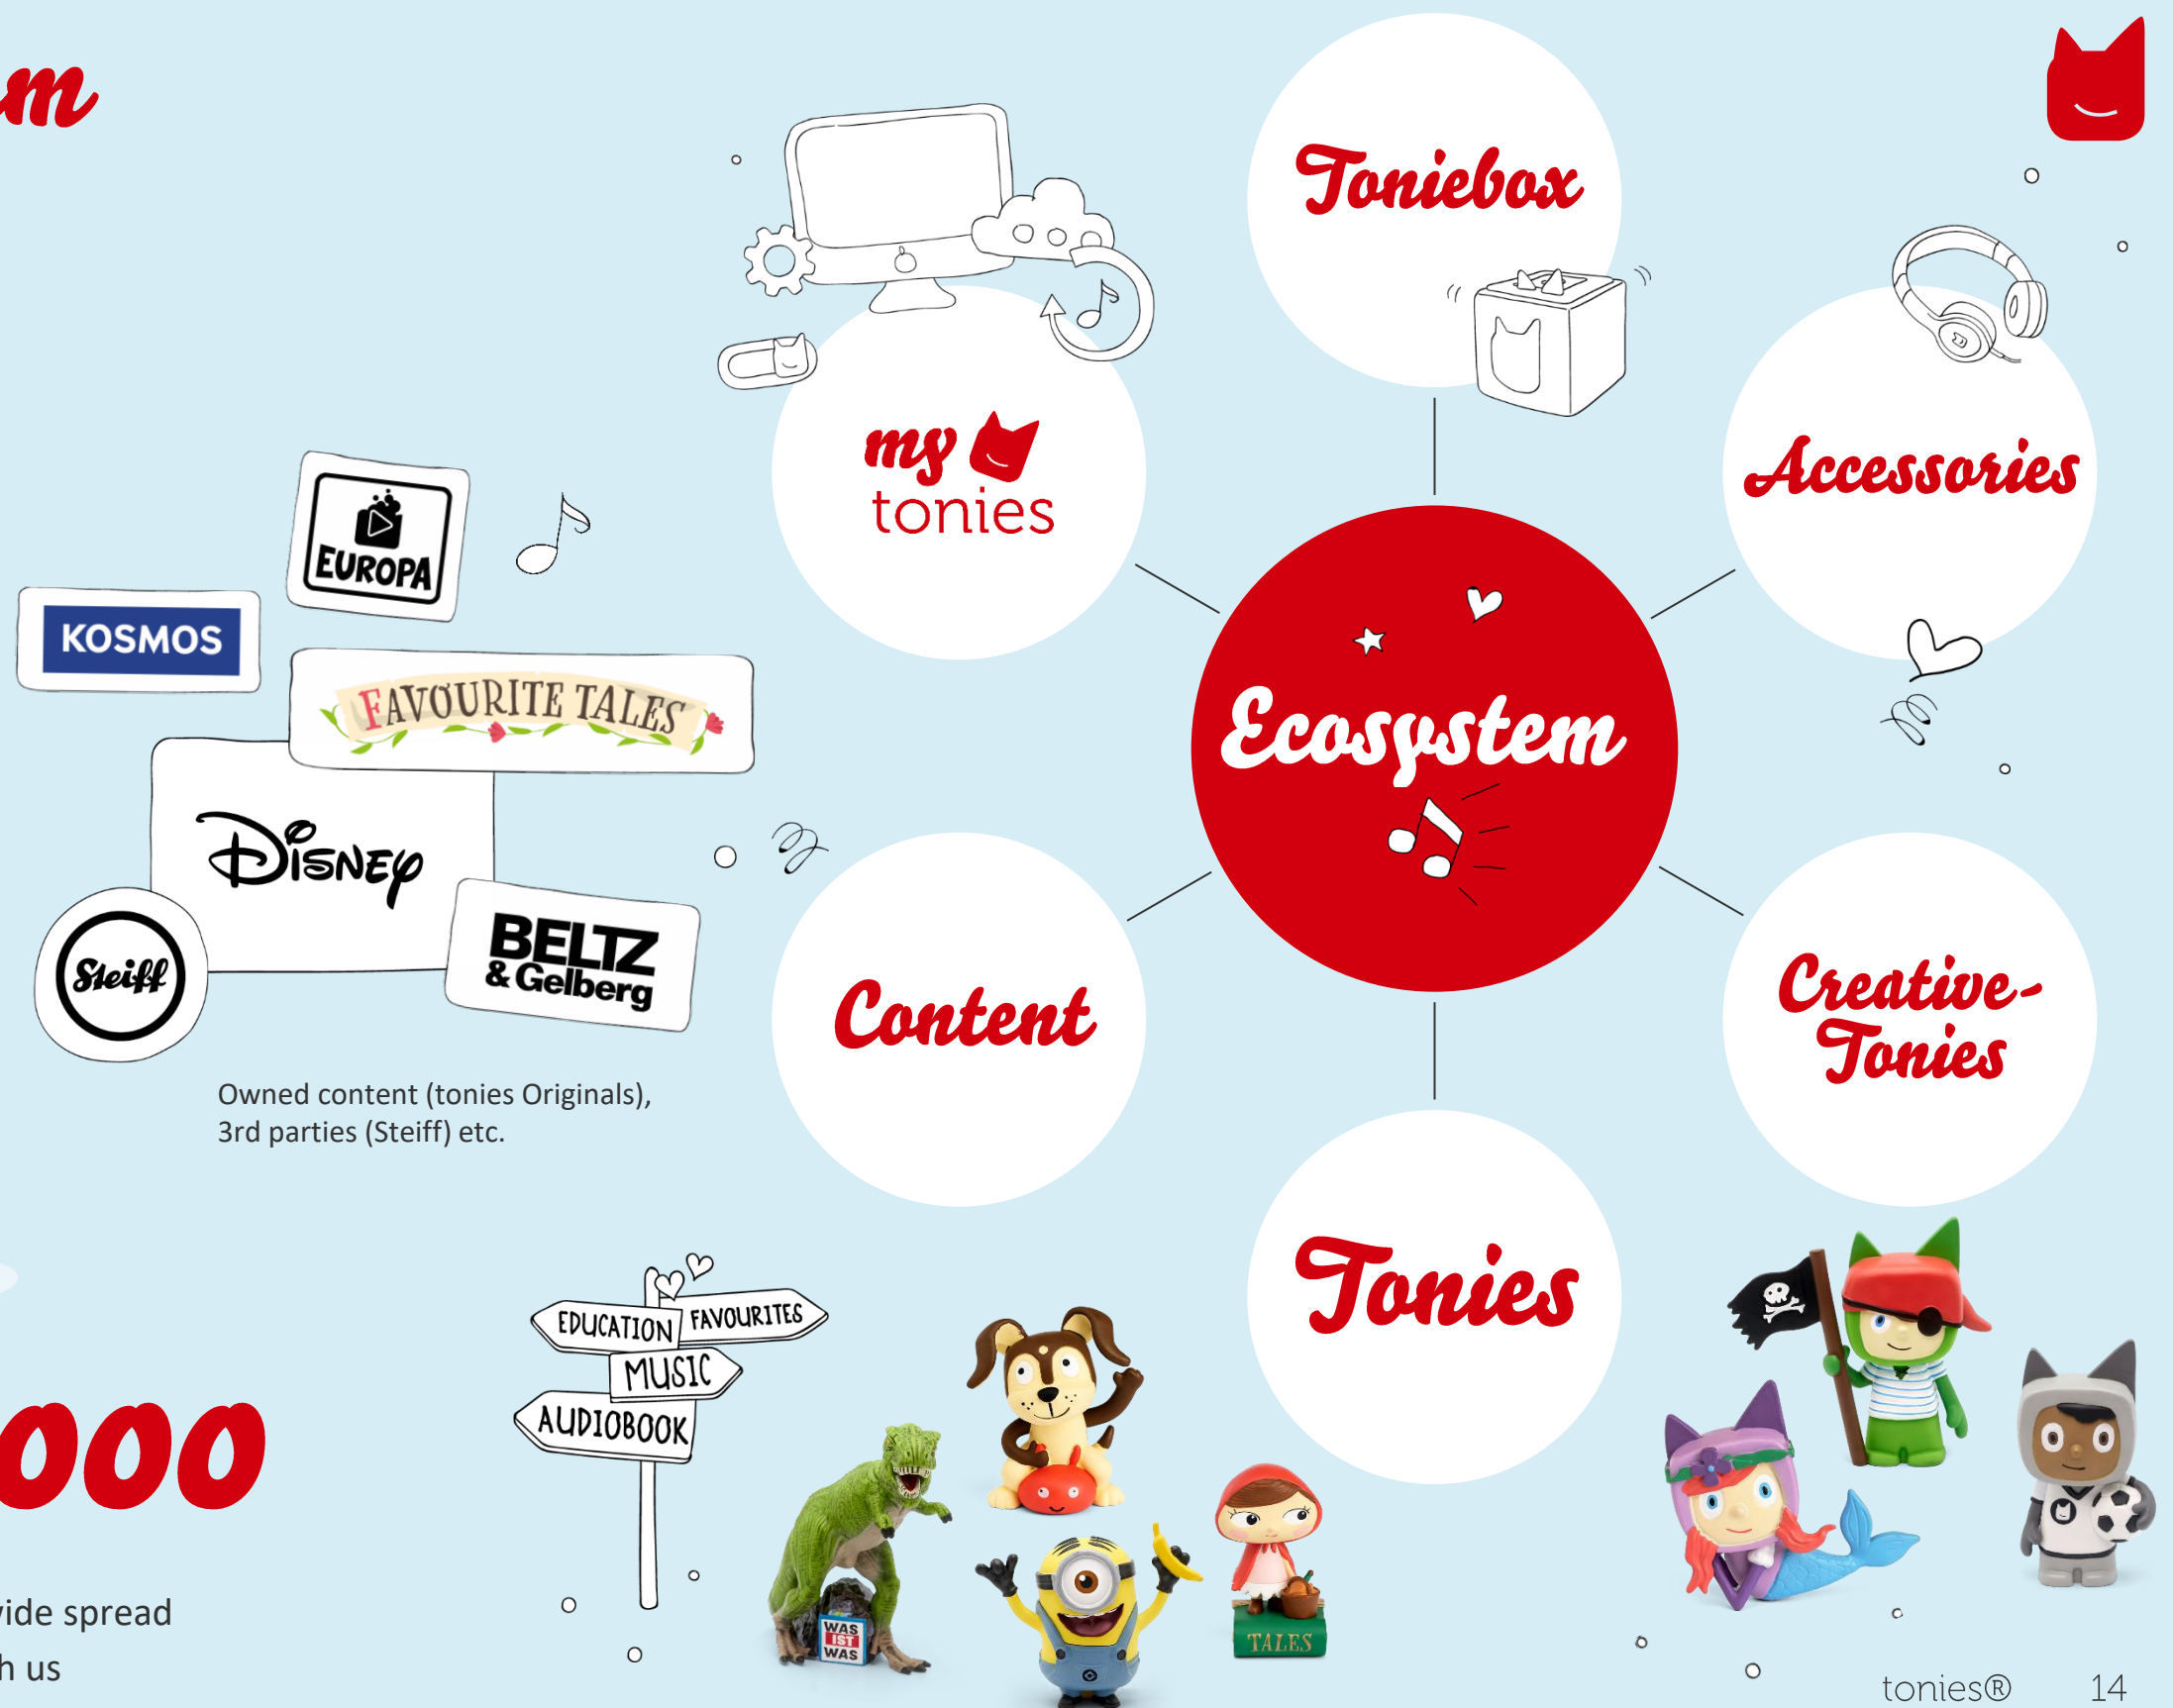 m
Toniebox
my
tonies
Accessories
EUROPA
KOSMOS
FAVOURITE TALES
Ecosystem
DISNEY
BELTZ
& Gelberg
Steiff
Content
Creative-
Tonies
Owned content (tonies Originals),
3rd parties (Steiff) etc.
Tonies
EDUCATION
FAVOURITES
MUSIC
AUDIOBOOK
000
WAS
IST
WAS
TALES
ide spread
h us
tonies®
14